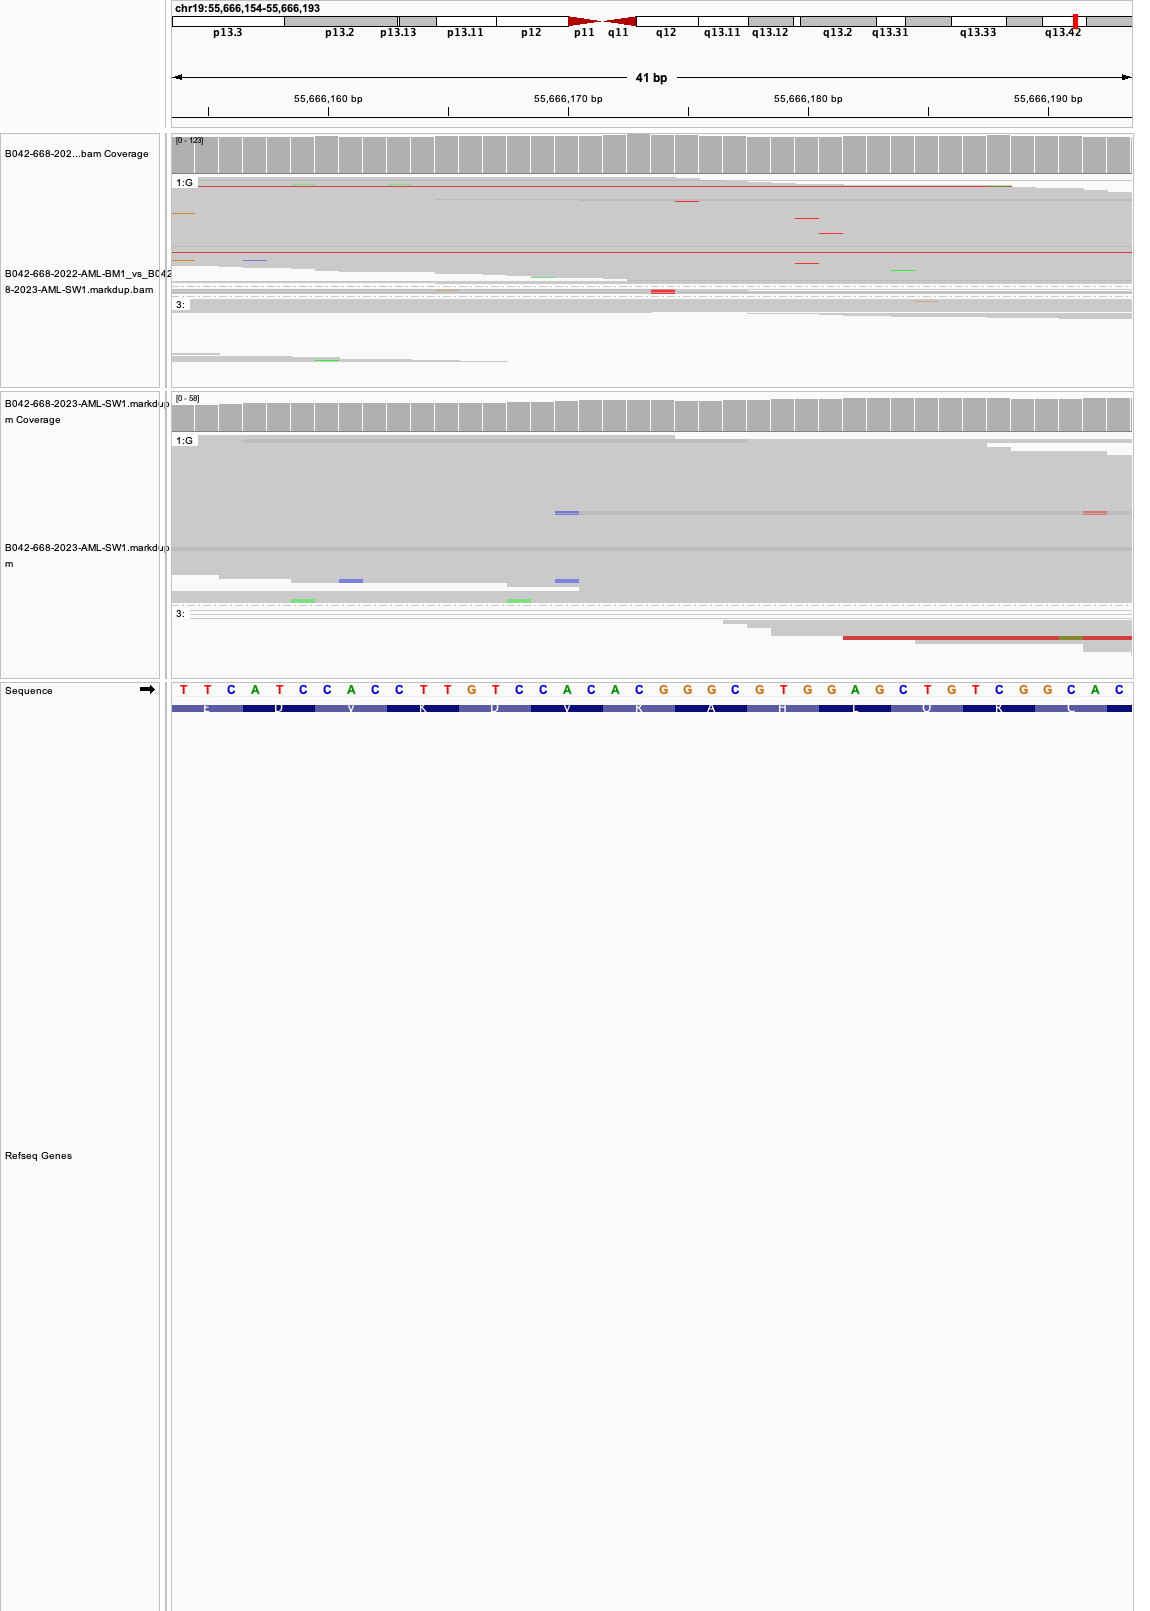 chr19:55,666,154-55,666,193
p13.3 p13.2 p13.13 p13.11 p12 p11 q11 q12 q13.11 q13.12 q13.2 q13.31 q13.33 q13.42
41 bp
55,666,160 bp 55,666,170 bp 55,666,180 bp 55,666,190 bp
[0 - 123]
B042-668-202...bam Coverage
1:G
B042-668-2022-AML-BM1_vs_B042
8-2023-AML-SW1.markdup.bam
3:
[0 - 58]
B042-668-2023-AML-SW1.markdup
m Coverage
1:G
B042-668-2023-AML-SW1.markdup
m
3:
Sequence T T C A T C C A C C T T G T C C A C A C G G G C G T G G A G C T G T C G G C A C
E D V K D V R A H L Q R C
Refseq Genes